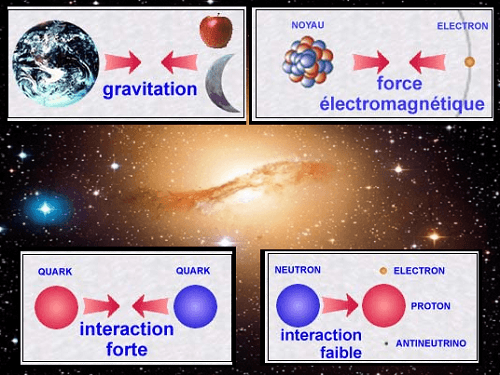 gravitation
NOYAU
ELECTRON
force
électromagnétique
QUARK
QUARK
interaction
forte
NEUTRON
ELECTRON
PROTON
ANTINEUTRINO
interaction
faible